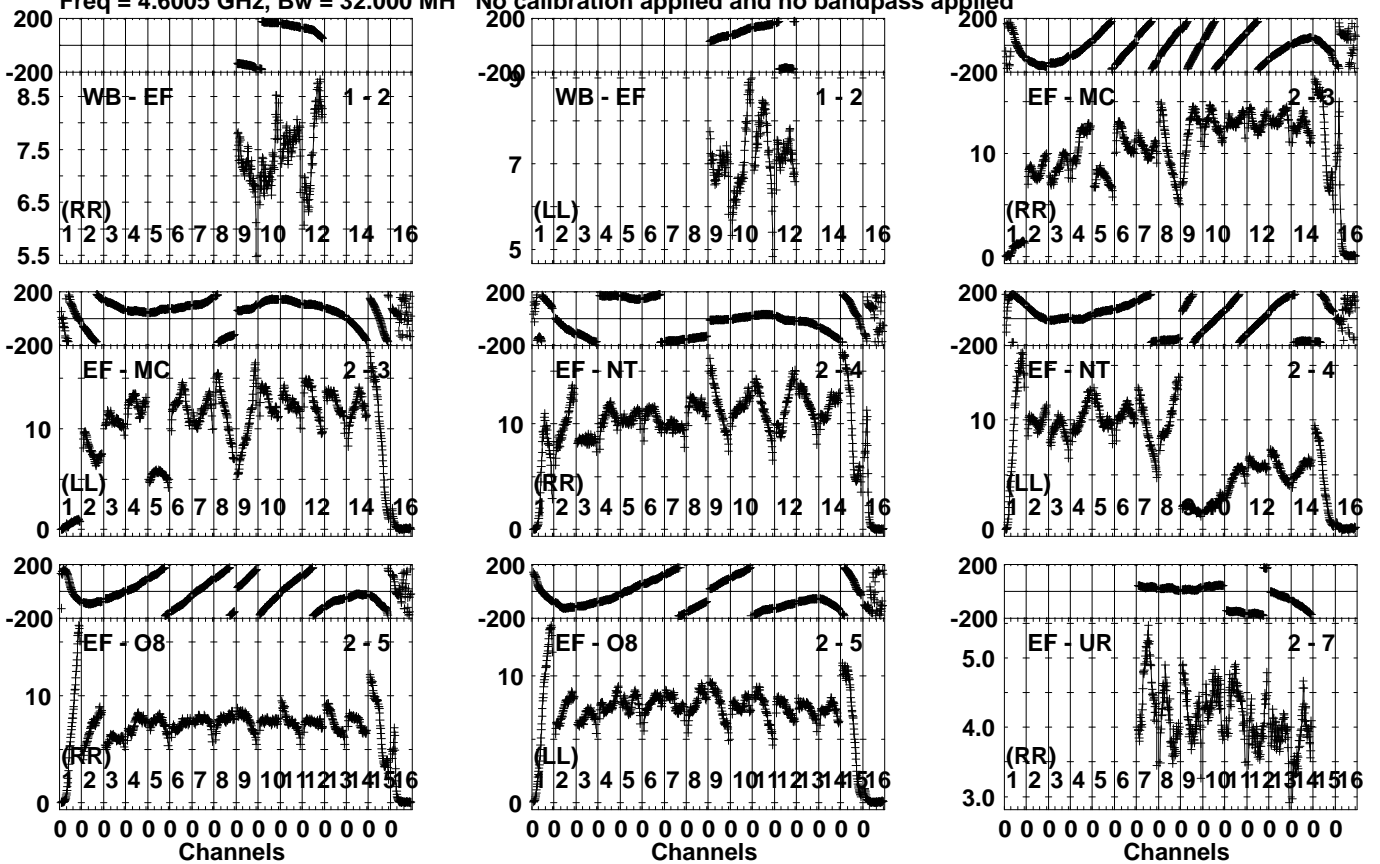 Freq = 4.6005 GHz, Bw = 32.000 MH No calibration applied and no bandpass applied
200 200 200
-200 -200 -200
WB - EF 1 - 2 WB - EF 1 - 2 EF - MC 2 - 3
8.5 9
7.5 7 10
6.5
(RR) (LL) (RR)
1 2 3 4 5 6 7 8 9 10 12 14 16 1 2 3 4 5 6 7 8 9 10 12 14 16 1 2 3 4 5 6 7 8 9 10 12 14 16
5.5 5 0
200 200 200
-200 -200 -200
EF - MC 2 - 3 EF - NT 2 - 4 EF - NT 2 - 4
10 10 10
(LL) (RR) (LL)
1 2 3 4 5 6 7 8 9 10 12 14 16 1 2 3 4 5 6 7 8 9 10 12 14 16 1 2 3 4 5 6 7 8 9 10 12 14 16
0 0 0
200 200 200
-200 -200 -200
EF - O8 2 - 5 EF - O8 2 - 5 EF - UR 2 - 7
5.0
10 10 4.0
(RR) (LL) (RR)
1 2 3 4 5 6 7 8 9 10 11 12 13 14 15 16 1 2 3 4 5 6 7 8 9 10 11 12 13 14 15 16 1 2 3 4 5 6 7 8 9 10 11 12 13 14 15 16
0 0 3.0
0 0 0 0 0 0 0 0 0 0 0 0 0 0 0 0 0 0 0 0 0 0 0 0 0 0 0 0 0 0 0 0 0 0 0 0 0 0 0 0 0 0 0 0 0 0 0 0
Channels Channels Channels